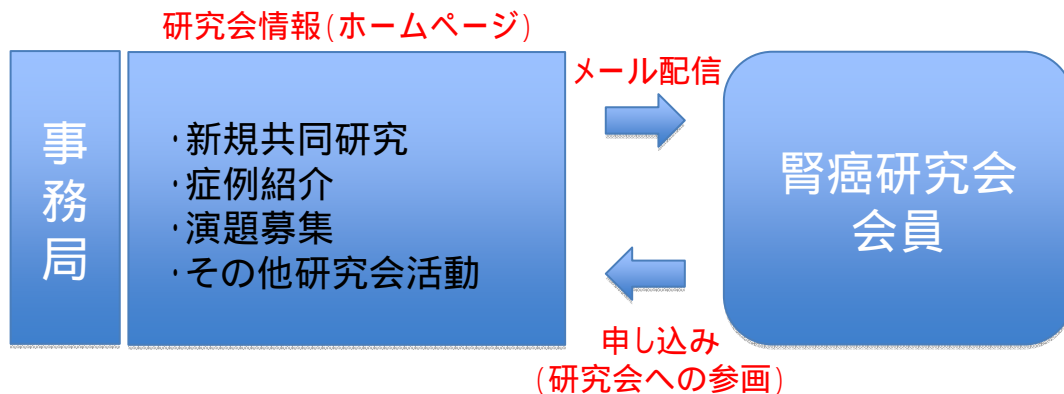 研究会情報(ホームページ)
事務局
・新規共同研究
・症例紹介
・演題募集
・その他研究会活動
メール配信
腎癌研究会
会員
申し込み
(研究会への参画)